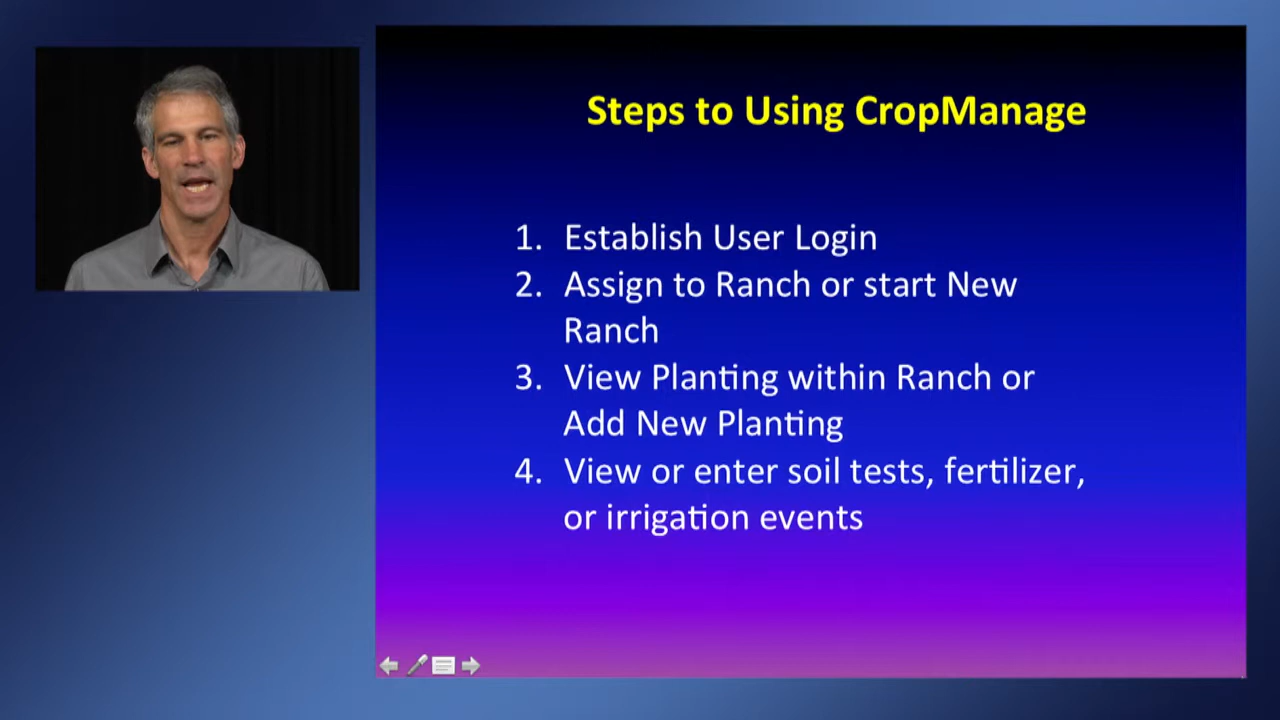 Steps to Using CropManage
1. Establish User Login
2. Assign to Ranch or start New
Ranch
3. View Planting within Ranch or
Add New Planting
4. View or enter soil tests, fertilizer,
or irrigation events